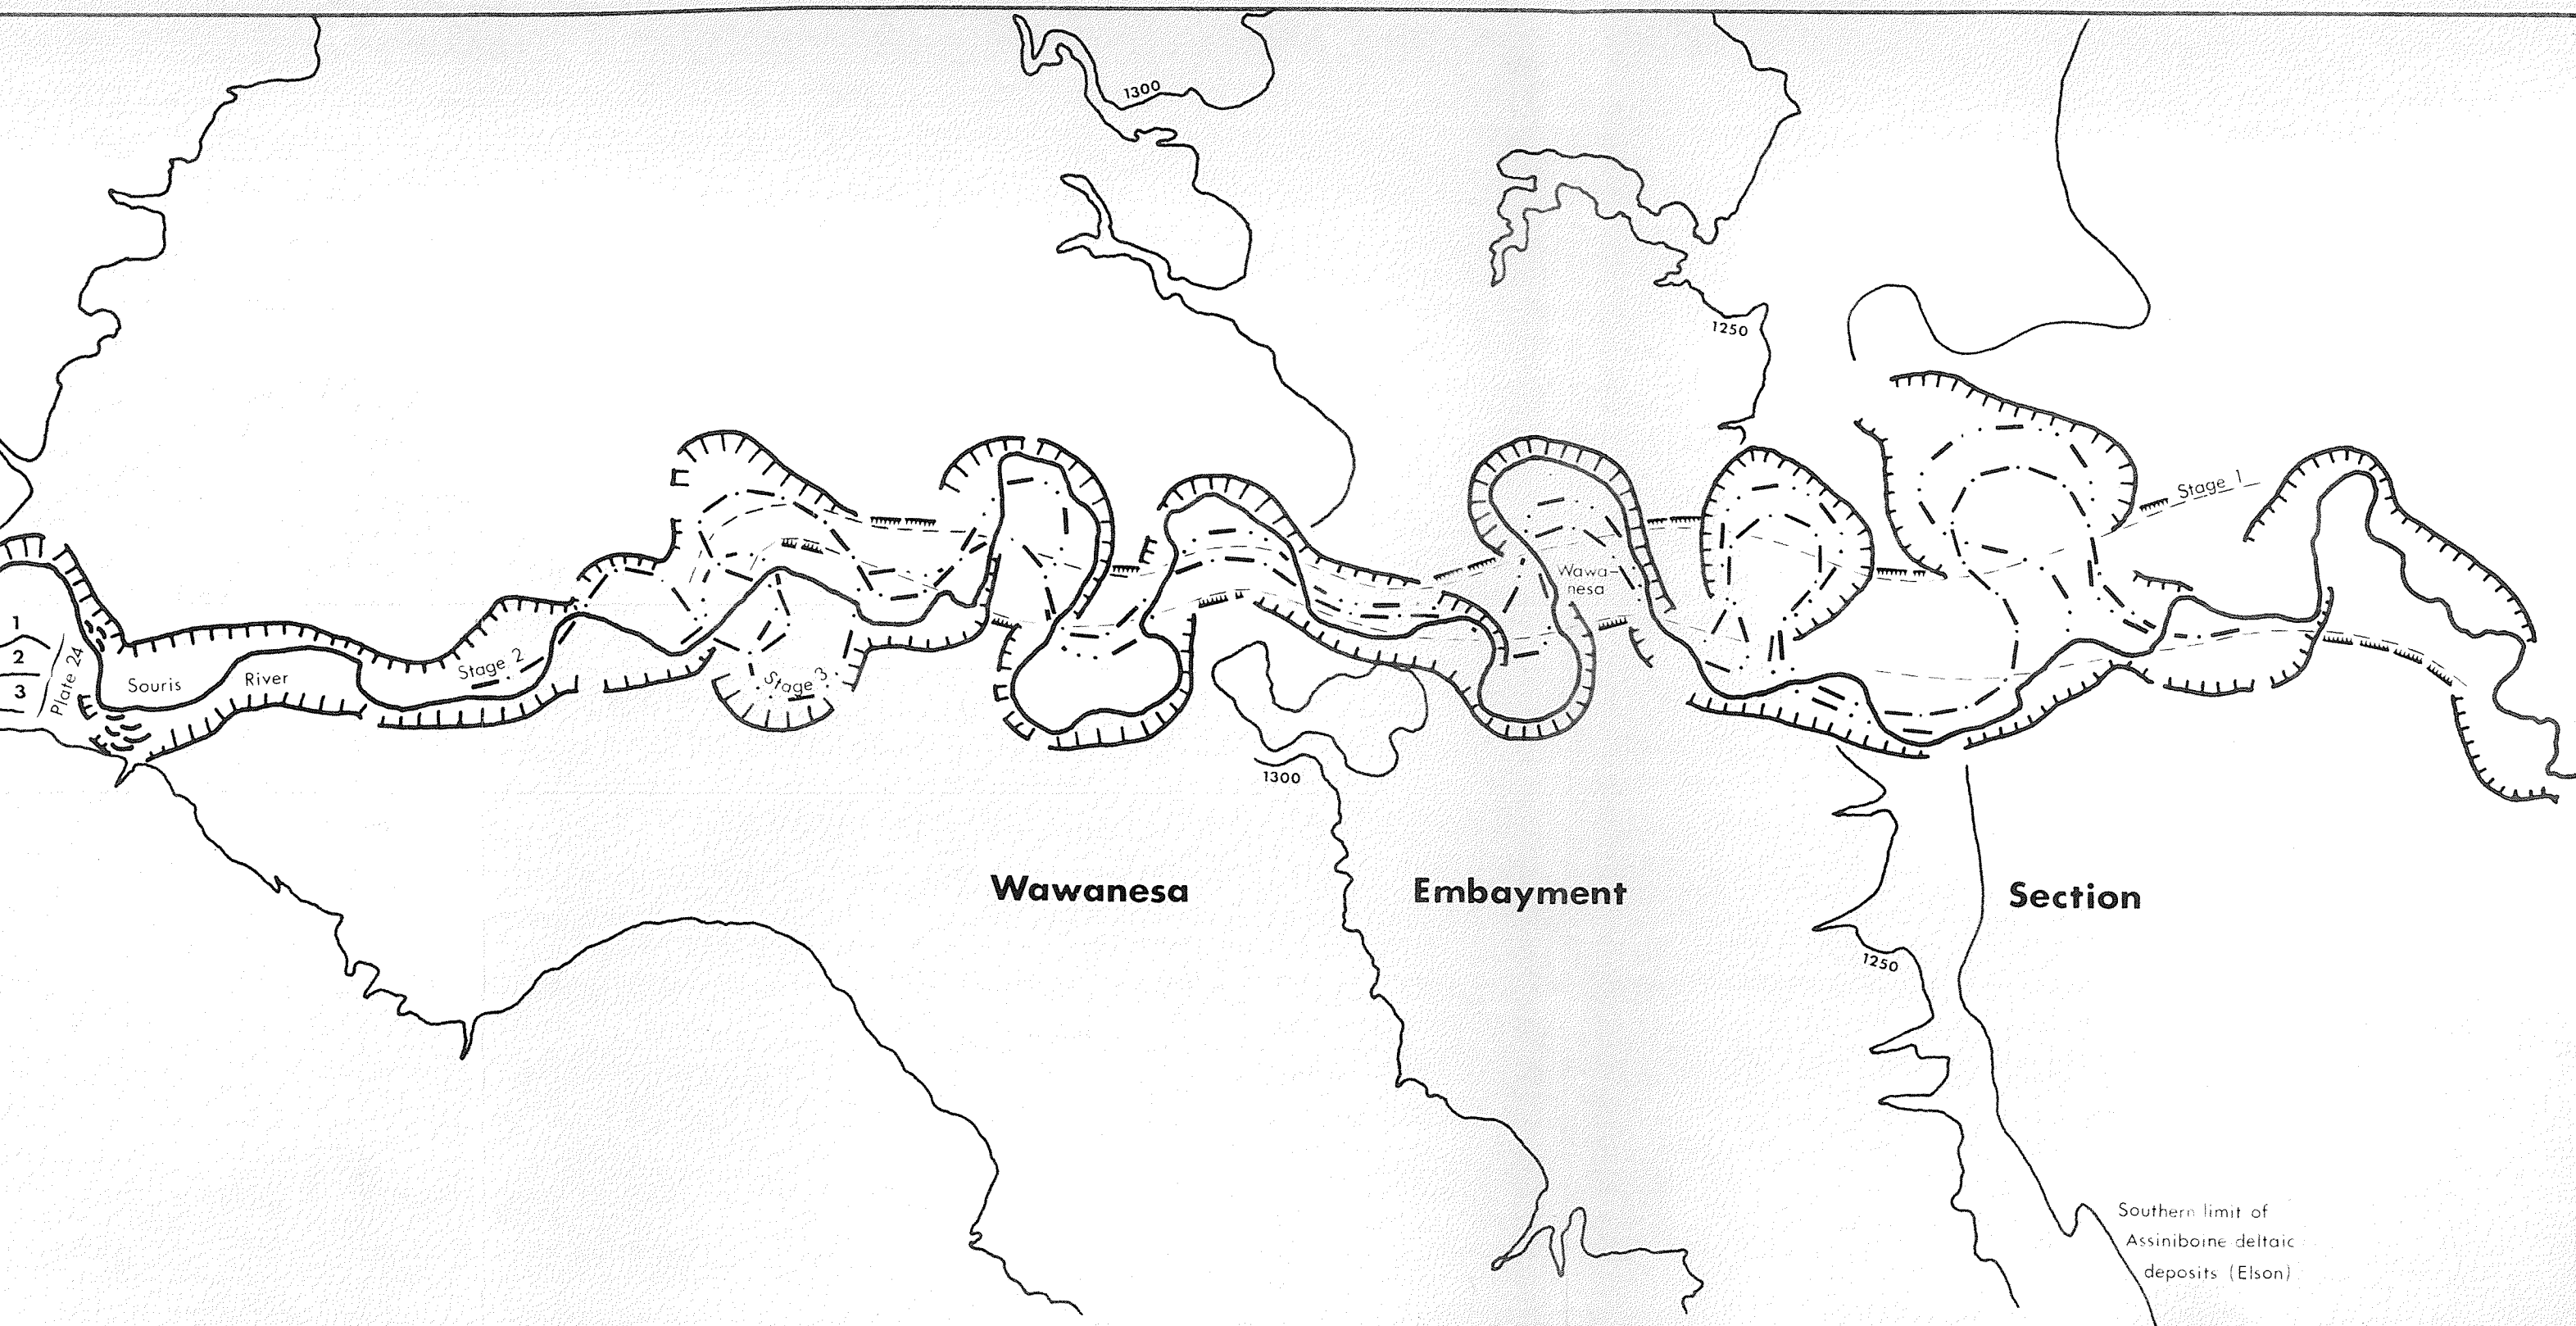 1300
1250
Stage 1
Wawa-
nesa
1
2
3
Plate 24
Souris
River
Stage 2
Stage 3
1300
Wawanesa
Embayment
Section
1250
Southern limit of
Assiniboine deltaic
deposits (Elson)